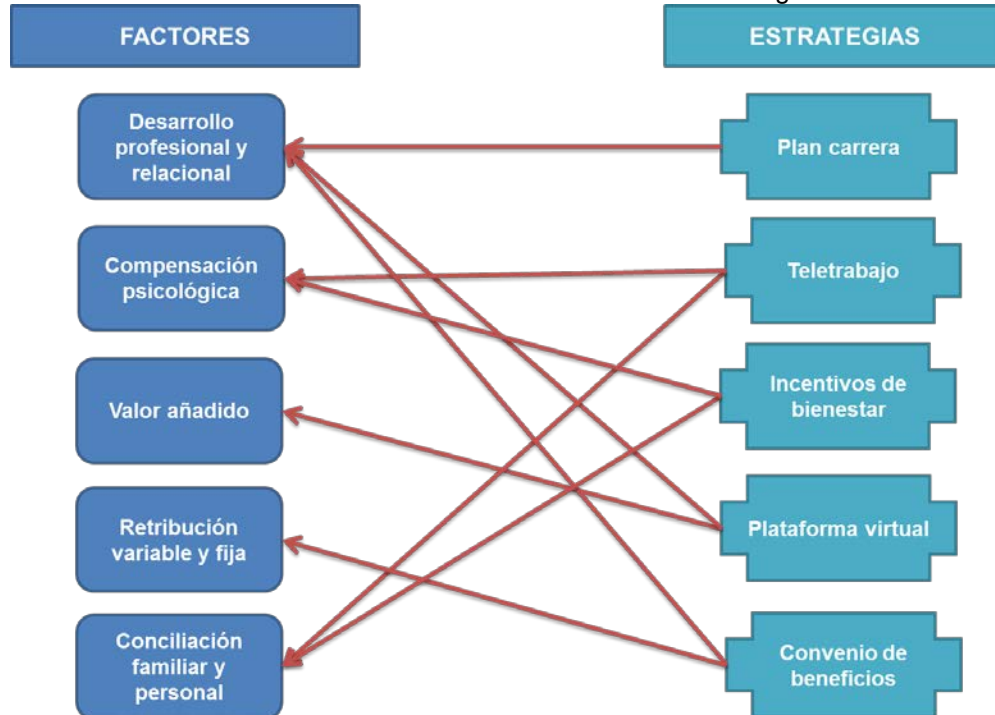 FACTORES
ESTRATEGIAS
Desarrollo
profesional y
relacional
Plan carrera
Compensación
psicológica
Teletrabajo
Valor añadido
Incentivos de
bienestar
Retribución
variable y fija
Plataforma virtual
Conciliación
familiar y
personal
Convenio de
beneficios